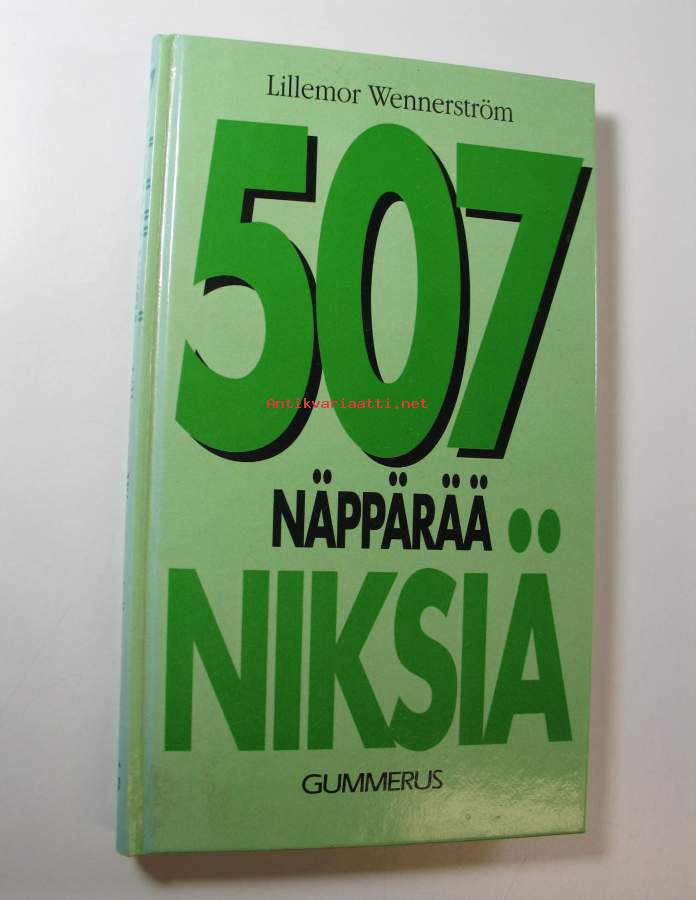 Lillemor Wennerström
507
Antikvariaatti.net
NÄPPÄRÄÄ
NIKSIÄ
GUMMERUS